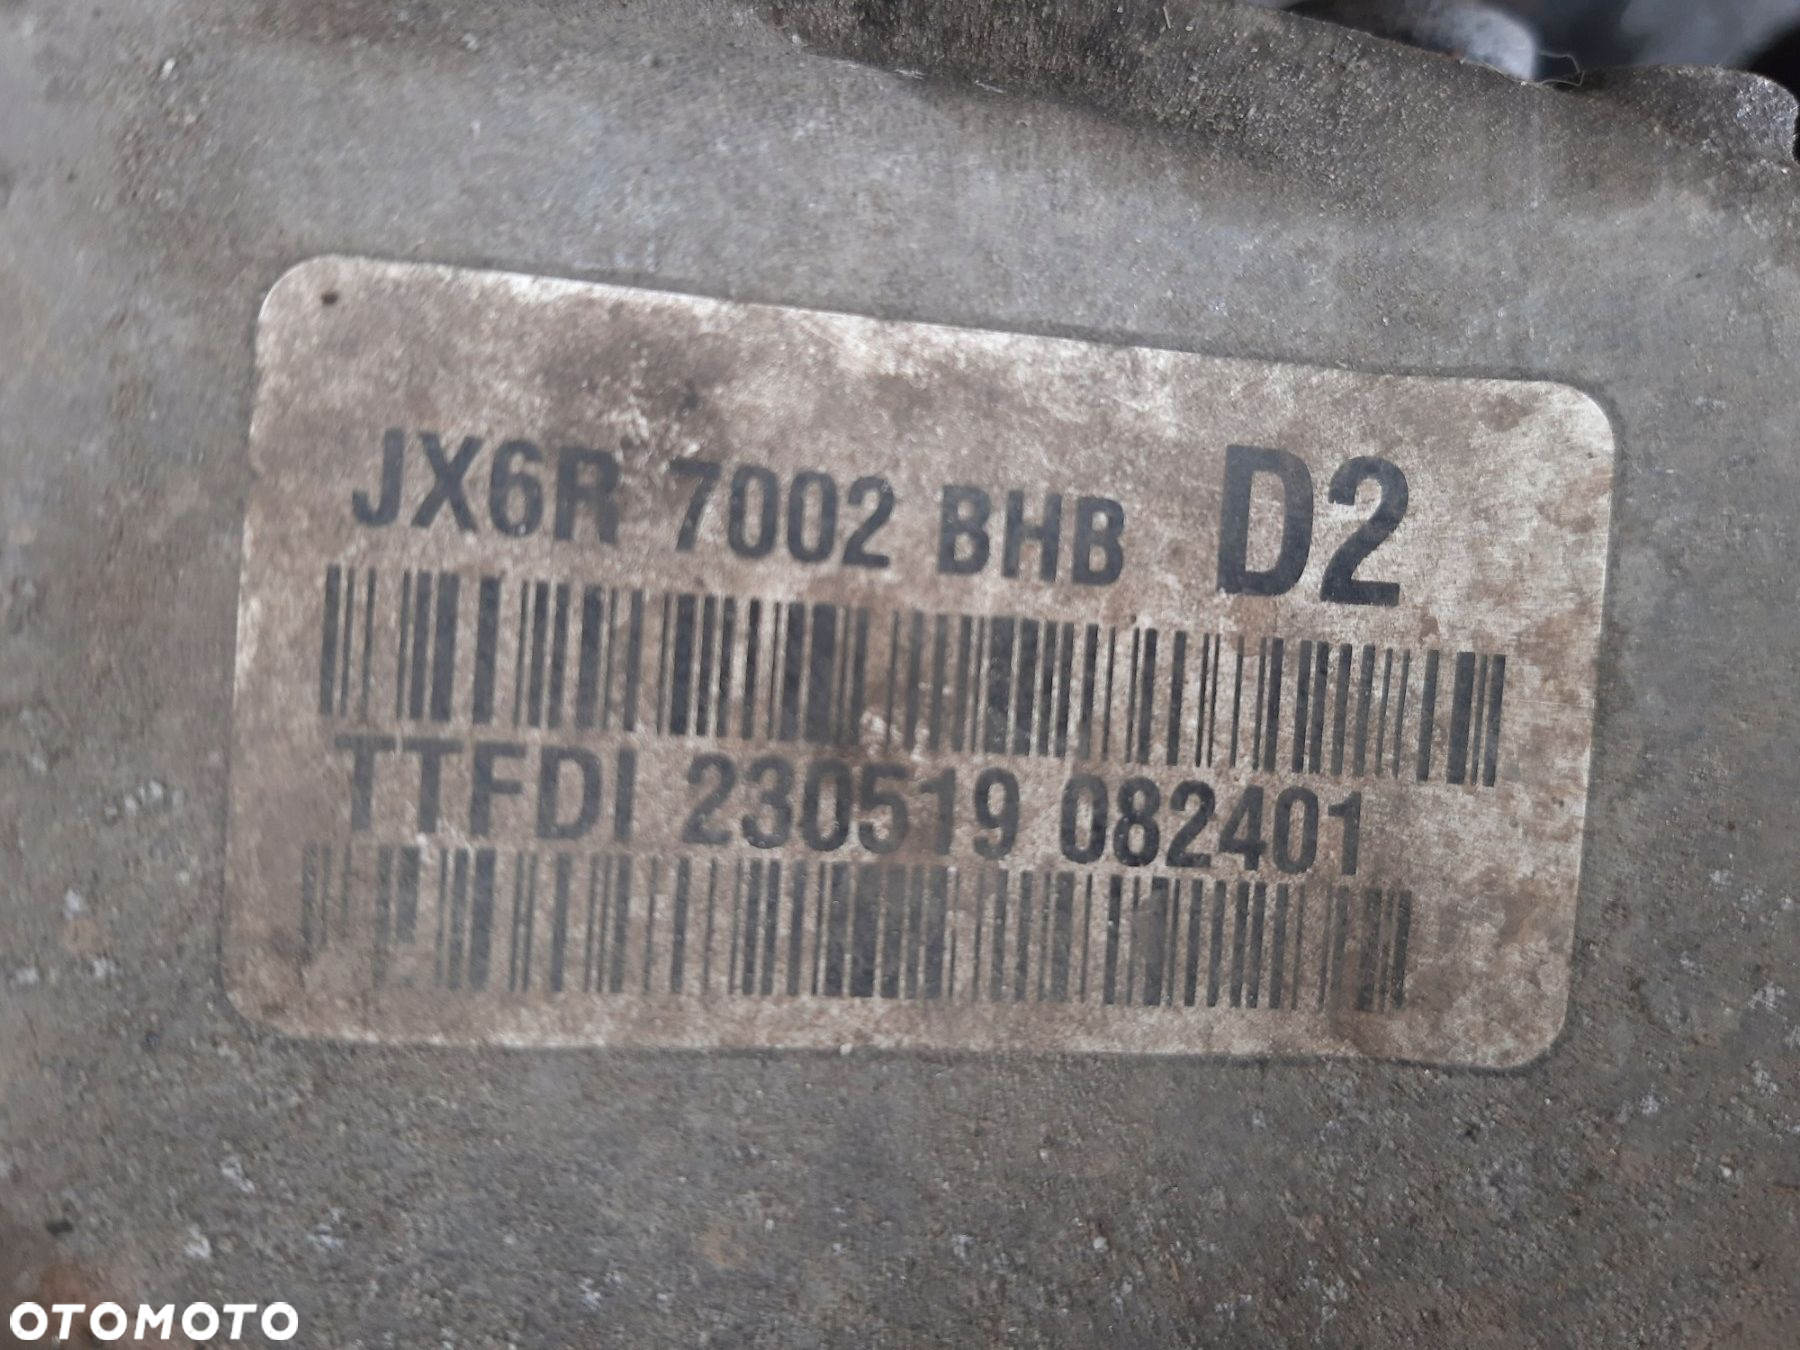 JX6R 7002 BHB D2
TTFDI 230519 082401
OTOMOTO